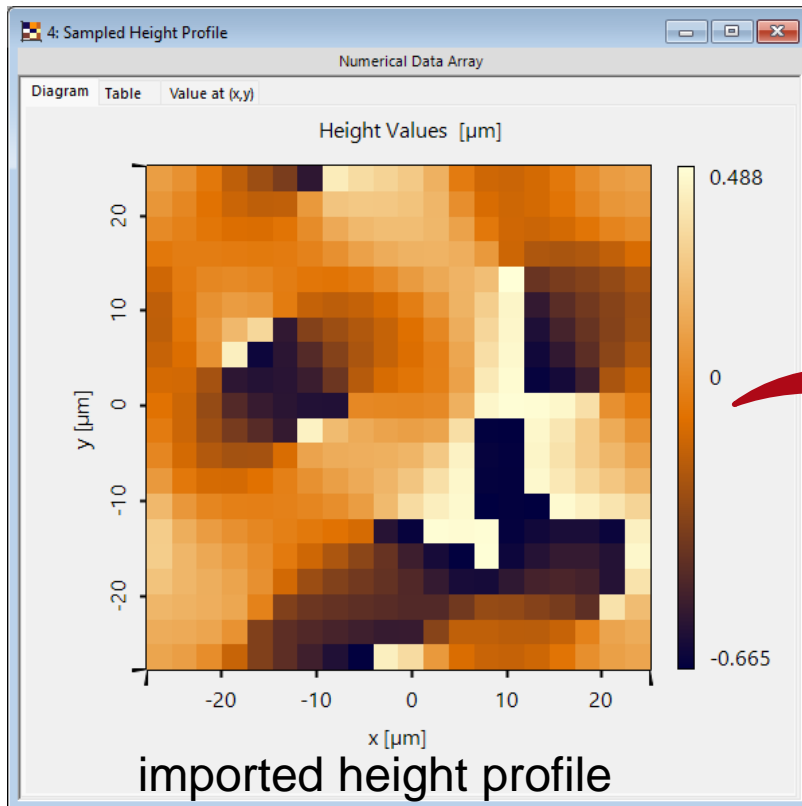 4: Sampled Height Profile
Numerical Data Array
Diagram Table Value at (x,y)
Height Values [µm]
0.488
0
-0.665
20
10
0
-10
-20
y [µm]
-20 -10 0 10 20
x [µm]
imported height profile